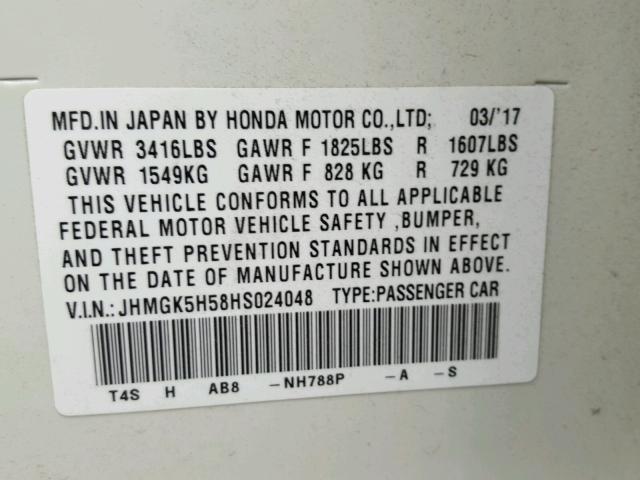 MFD.IN JAPAN BY HONDA MOTOR CO.,LTD; 03/'17
GVWR 3416LBS GAWR F 1825LBS R 1607LBS
GVWR 1549KG GAWR F 828 KG R 729 KG
THIS VEHICLE CONFORMS TO ALL APPLICABLE
FEDERAL MOTOR VEHICLE SAFETY ,BUMPER,
AND THEFT PREVENTION STANDARDS IN EFFECT
ON THE DATE OF MANUFACTURE SHOWN ABOVE.
V.I.N.:JHMGK5H58HS024048 TYPE:PASSENGER CAR
T4S H AB8 -NH788P -A -S